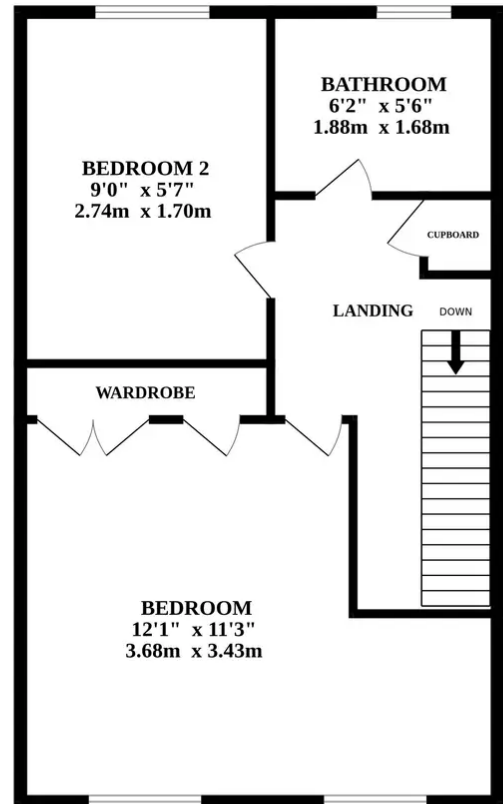 BATHROOM
6'2" x 5'6"
1.88m x 1.68m
BEDROOM 2
9'0" x 5'7"
2.74m x 1.70m
CUPBOARD
LANDING
DOWN
WARDROBE
BEDROOM
12'1" x 11'3"
3.68m x 3.43m